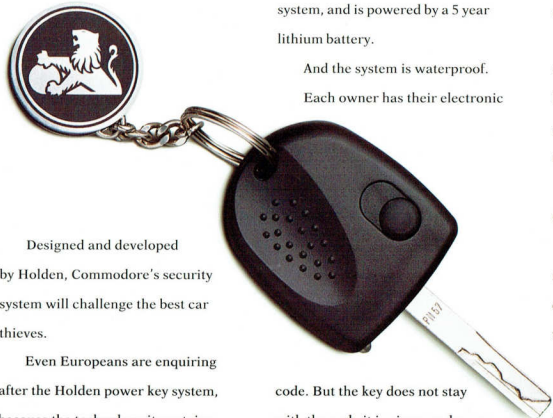 Designed and developed
by Holden, Commodore's security
system will challenge the best car
thieves.
Even Europeans are enquiring
after the Holden power key system,
system, and is powered by a 5 year
lithium battery.
And the system is waterproof.
Each owner has their electronic
code. But the key does not stay